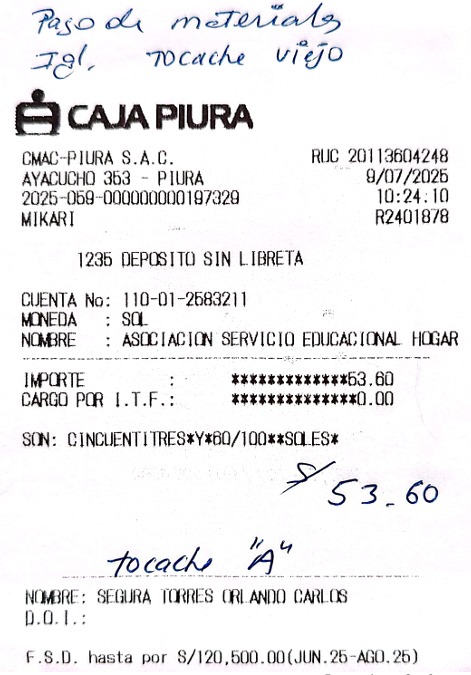 Pago de materiales
Igl. Tocache viejo
CAJA PIURA
CMAC-PIURA S.A.C. RUC 20113604248
AYACUCHO 353 - PIURA 9/07/2025
2025-059-000000000197329 10:24:10
MIKARI R2401878
1235 DEPOSITO SIN LIBRETA
CUENTA No: 110-01-2583211
MONEDA : SOL
NOMBRE : ASOCIACION SERVICIO EDUCACIONAL HOGAR
IMPORTE : *************53.60
CARGO POR I.T.F.: **************0.00
SON: CINCUENTITRES*Y*60/100**SOLES*
S/ 53.60
tocache "A"
NOMBRE: SEGURA TORRES ORLANDO CARLOS
D.O.I.:
F.S.D. hasta por S/120,500.00(JUN.25-AGO.25)